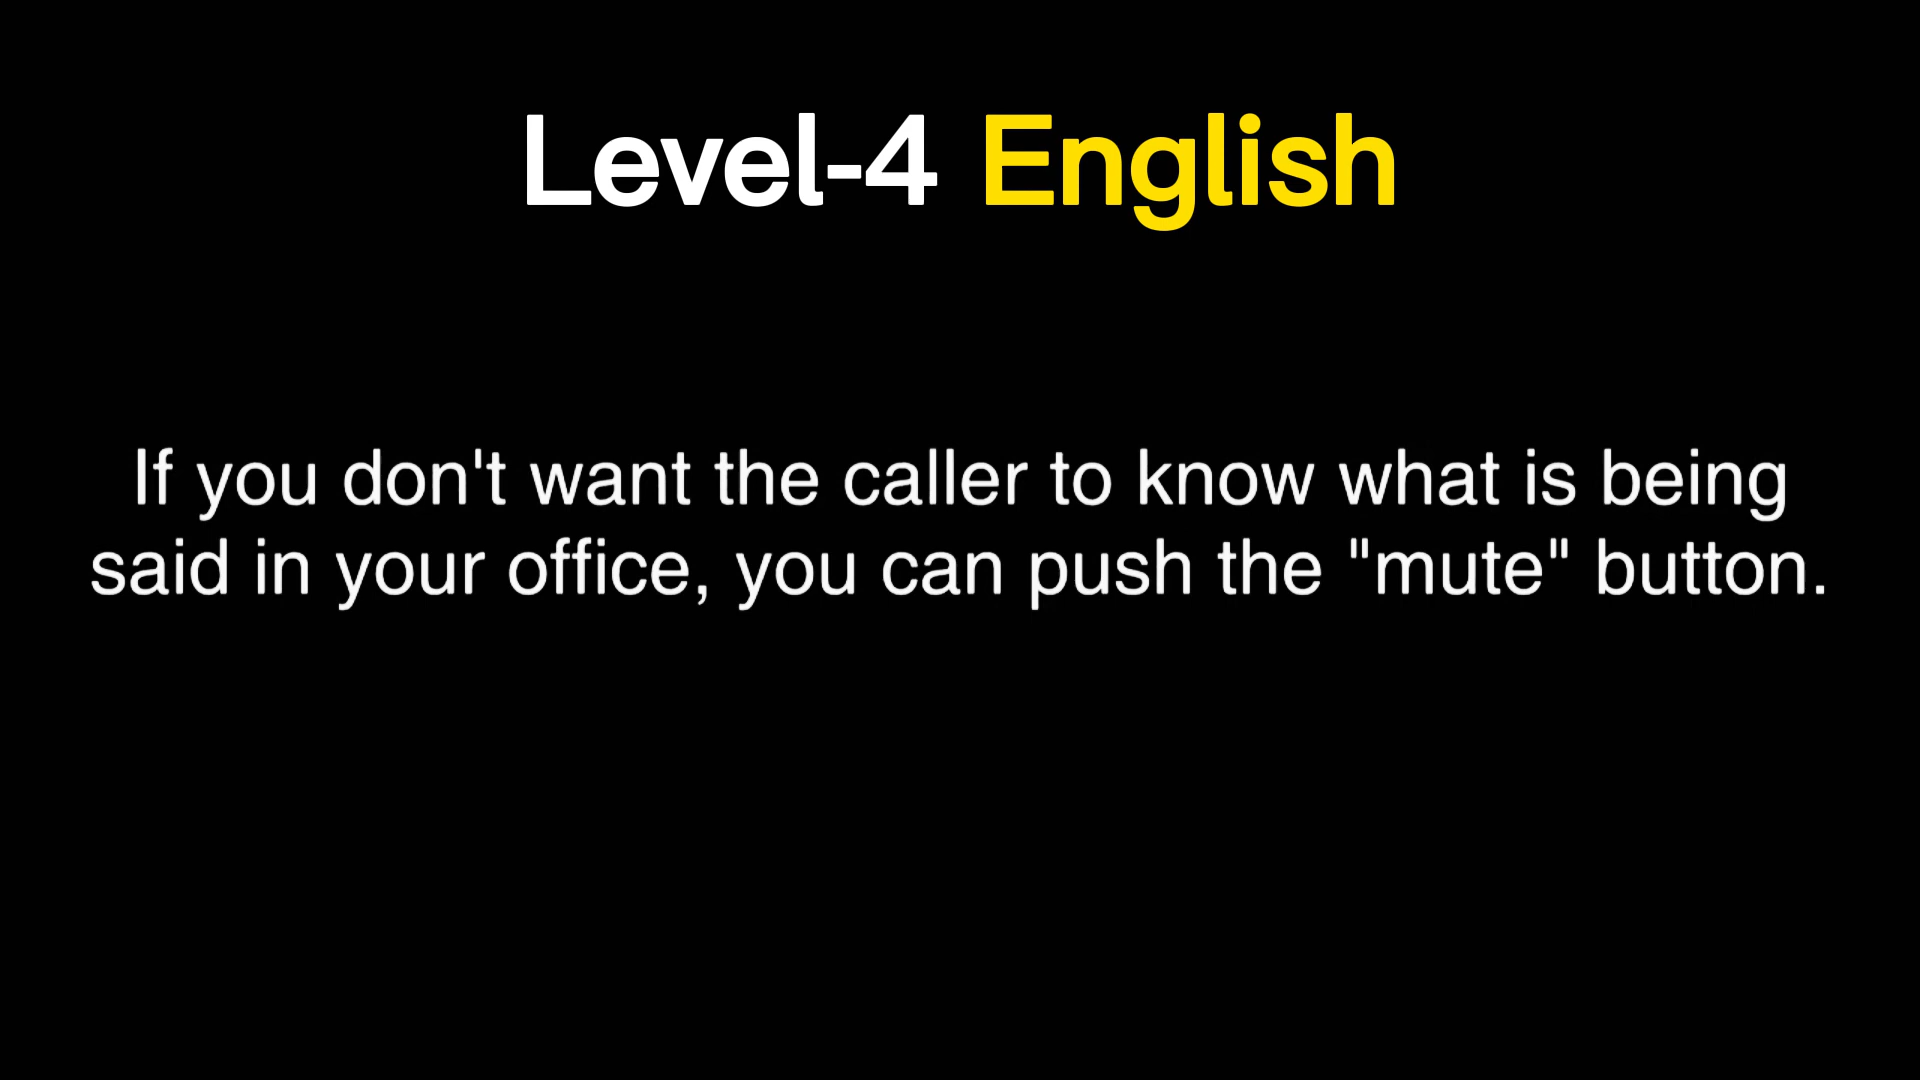 Level-4 English
If you don't want the caller to know what is being
said in your office, you can push the "mute" button.